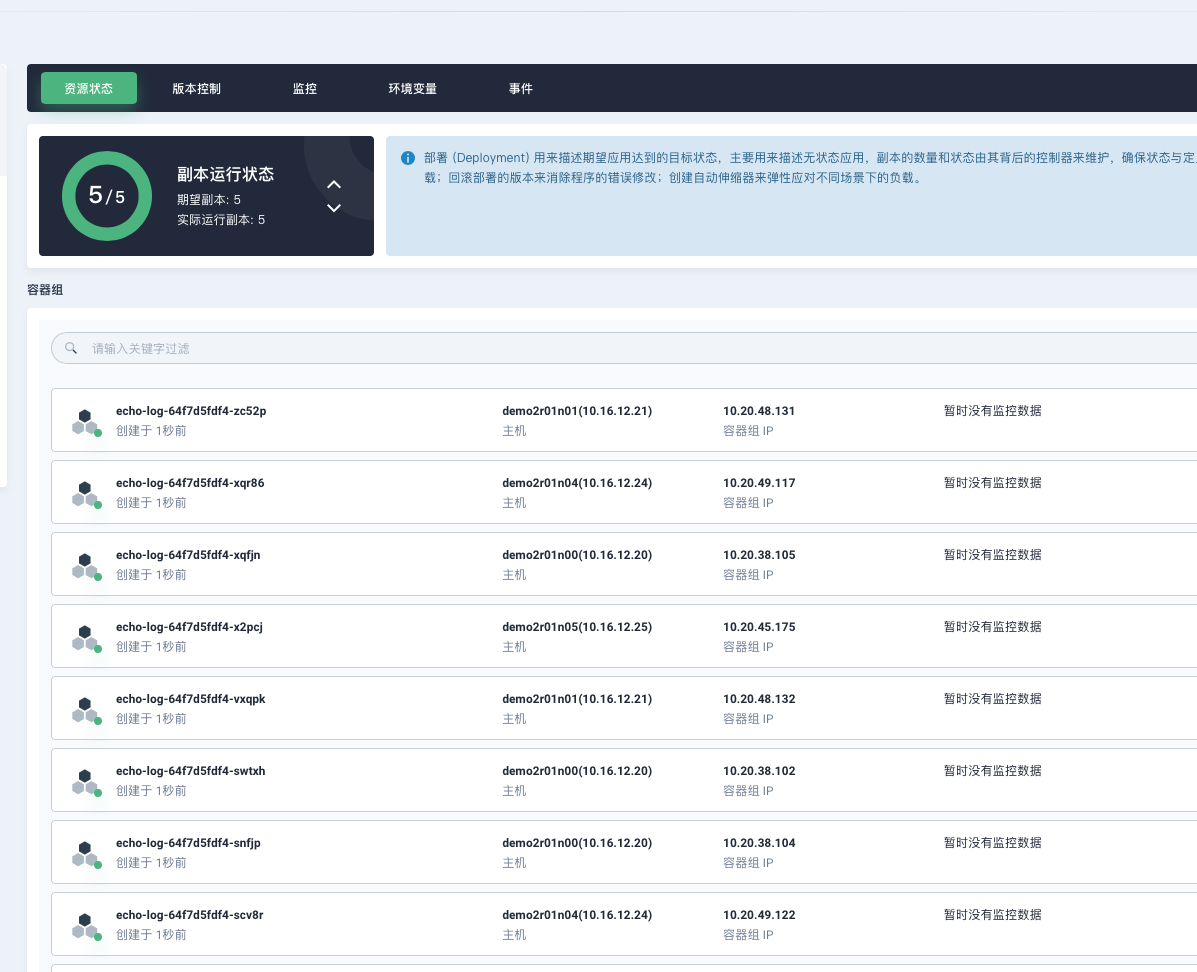 资源状态 版本控制 监控 环境变量 事件
5/5
副本运行状态
期望副本: 5
实际运行副本: 5
部署 (Deployment) 用来描述期望应用达到的目标状态，主要用来描述无状态应用，副本的数量和状态由其背后的控制器来维护，确保状态与定
载；回滚部署的版本来消除程序的错误修改；创建自动伸缩器来弹性应对不同场景下的负载。
容器组
请输入关键字过滤
echo-log-64f7d5fdf4-zc52p demo2r01n01(10.16.12.21) 10.20.48.131 暂时没有监控数据
创建于 1秒前 主机 容器组 IP
echo-log-64f7d5fdf4-xqr86 demo2r01n04(10.16.12.24) 10.20.49.117 暂时没有监控数据
创建于 1秒前 主机 容器组 IP
echo-log-64f7d5fdf4-xqfjn demo2r01n00(10.16.12.20) 10.20.38.105 暂时没有监控数据
创建于 1秒前 主机 容器组 IP
echo-log-64f7d5fdf4-x2pcj demo2r01n05(10.16.12.25) 10.20.45.175 暂时没有监控数据
创建于 1秒前 主机 容器组 IP
echo-log-64f7d5fdf4-vxqpk demo2r01n01(10.16.12.21) 10.20.48.132 暂时没有监控数据
创建于 1秒前 主机 容器组 IP
echo-log-64f7d5fdf4-swtxh demo2r01n00(10.16.12.20) 10.20.38.102 暂时没有监控数据
创建于 1秒前 主机 容器组 IP
echo-log-64f7d5fdf4-snfjp demo2r01n00(10.16.12.20) 10.20.38.104 暂时没有监控数据
创建于 1秒前 主机 容器组 IP
echo-log-64f7d5fdf4-scv8r demo2r01n04(10.16.12.24) 10.20.49.122 暂时没有监控数据
创建于 1秒前 主机 容器组 IP